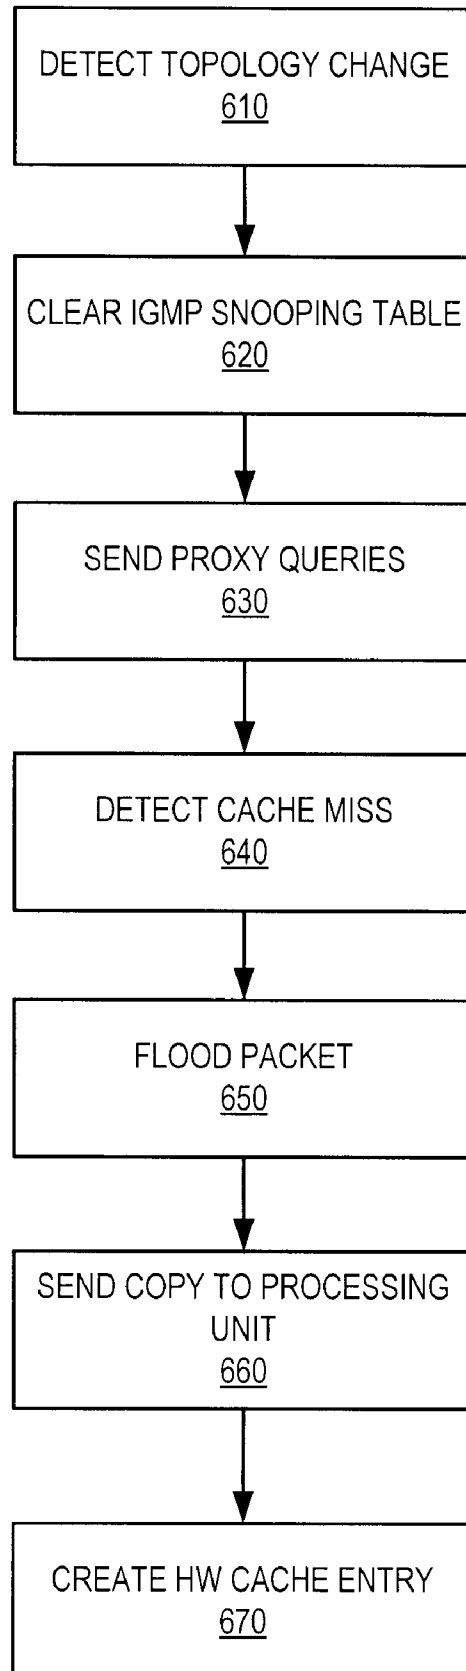 DETECT TOPOLOGY CHANGE
610
CLEAR IGMP SNOOPING TABLE
620
SEND PROXY QUERIES
630
DETECT CACHE MISS
640
FLOOD PACKET
650
SEND COPY TO PROCESSING
UNIT
660
CREATE HW CACHE ENTRY
670